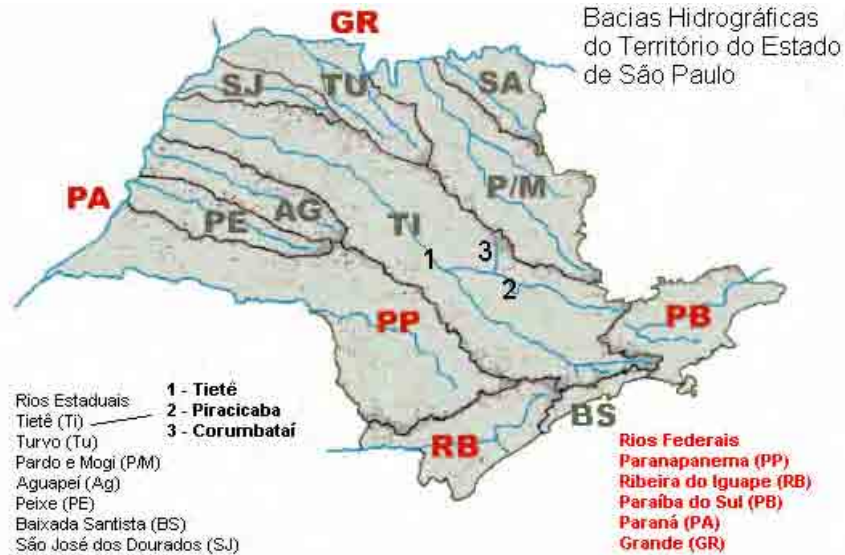 Bacias Hidrográficas
do Território do Estado
de São Paulo
GR
SJ
TU
SA
P/M
PA
PE
AG
TI
3
1
2
PP
PB
BS
RB
Rios Estaduais
Tietê (Ti)
Turvo (Tu)
Pardo e Mogi (P/M)
Aguapeí (Ag)
Peixe (PE)
Baixada Santista (BS)
São José dos Dourados (SJ)
1 - Tietê
2 - Piracicaba
3 - Corumbataí
Rios Federais
Paranapanema (PP)
Ribeira do Iguape (RB)
Paraíba do Sul (PB)
Paraná (PA)
Grande (GR)